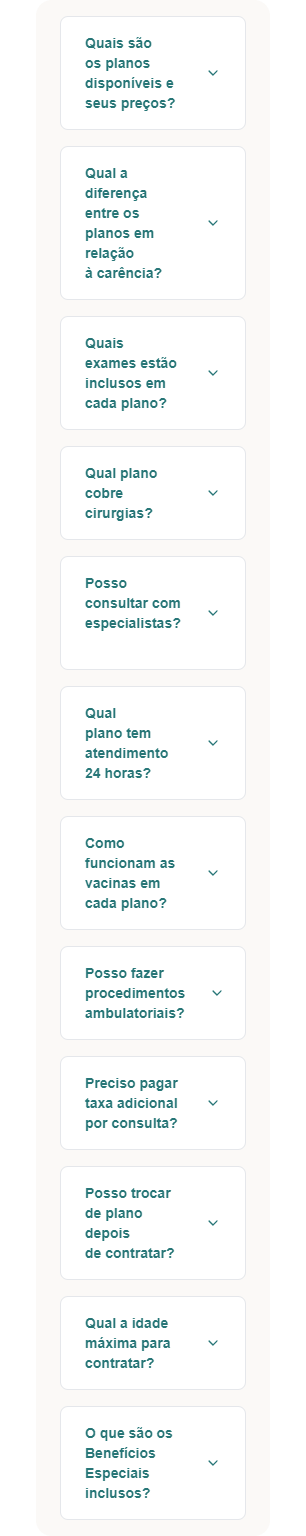 Quais são
os planos
disponíveis e
seus preços?
Qual a
diferença
entre os
planos em
relação
à carência?
Quais
exames estão
inclusos em
cada plano?
Qual plano
cobre
cirurgias?
Posso
consultar com
especialistas?
Qual
plano tem
atendimento
24 horas?
Como
funcionam as
vacinas em
cada plano?
Posso fazer
procedimentos
ambulatoriais?
Preciso pagar
taxa adicional
por consulta?
Posso trocar
de plano
depois
de contratar?
Qual a idade
máxima para
contratar?
O que são os
Benefícios
Especiais
inclusos?